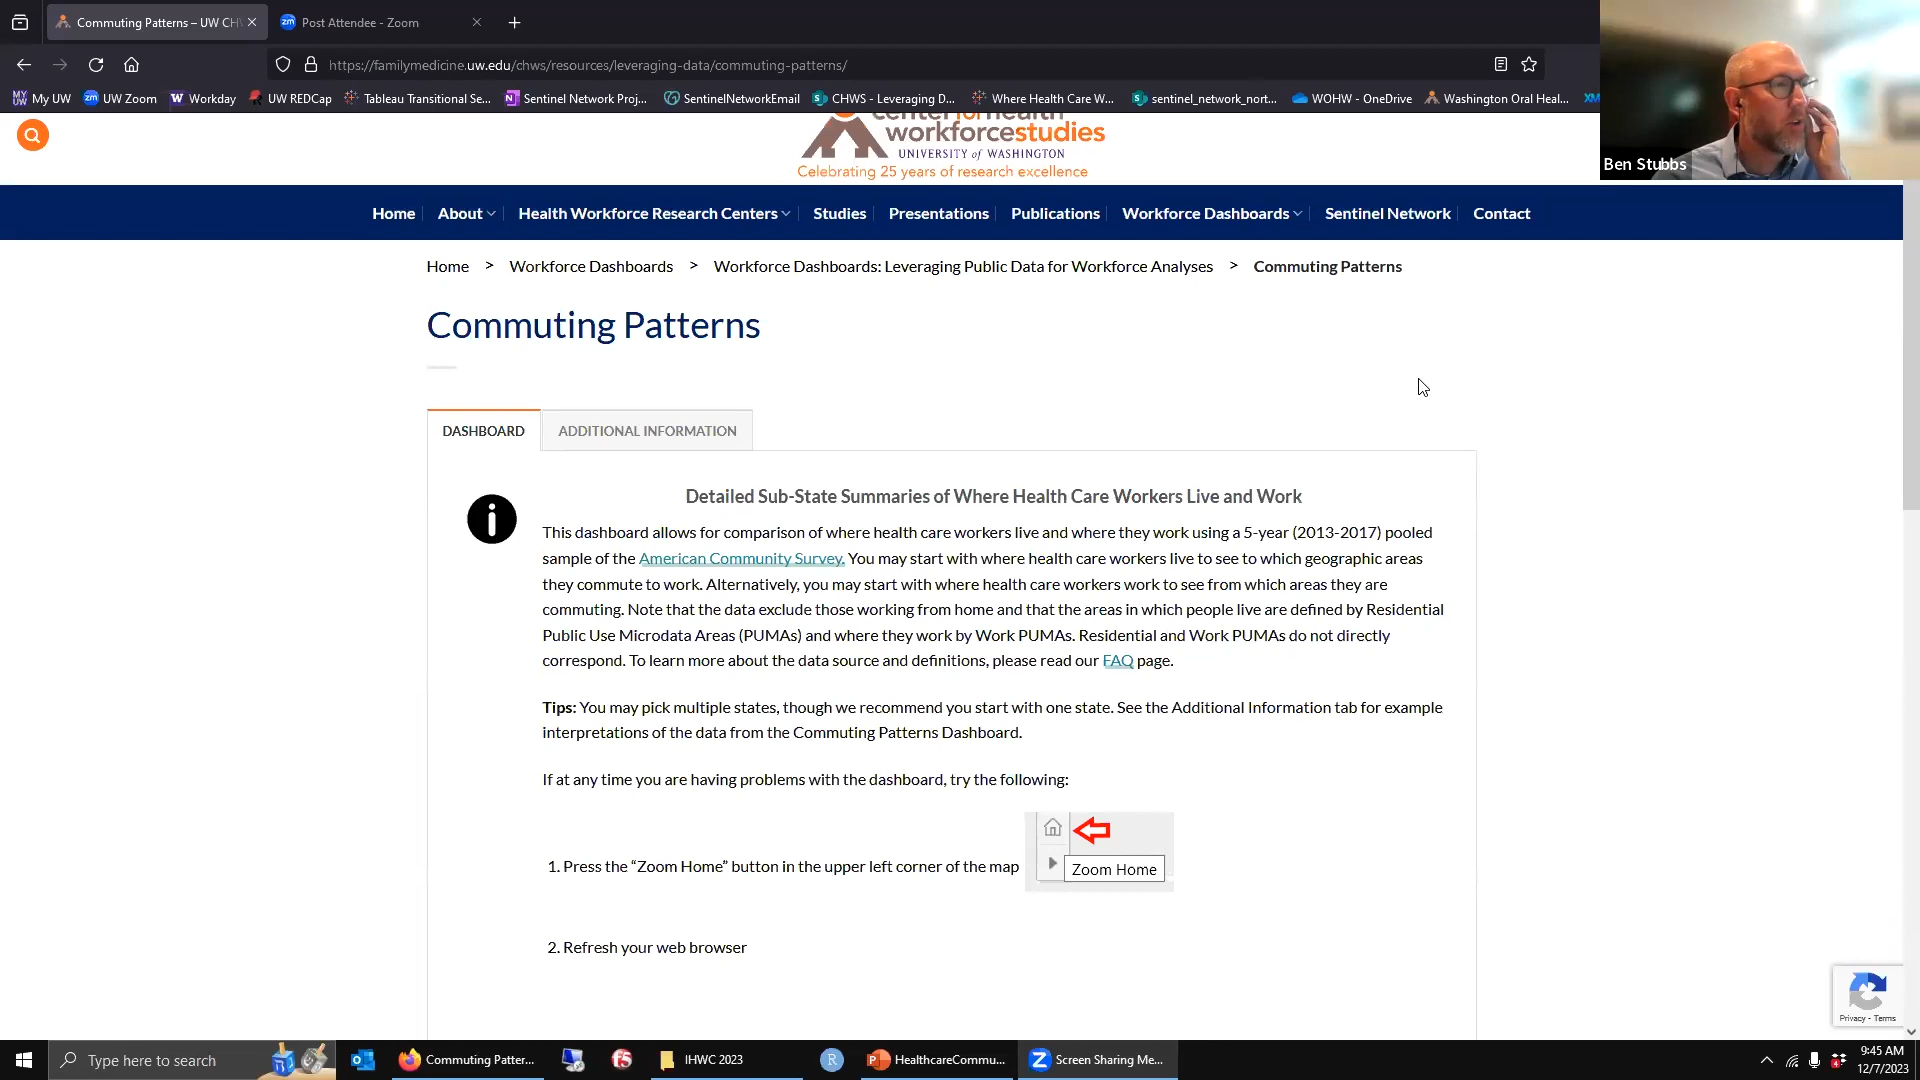 Commuting Patterns – UW CH
Post Attendee - Zoom
https://familymedicine.uw.edu/chws/resources/leveraging-data/commuting-patterns/
My UW
UW Zoom
Workday
UW REDCap
Tableau Transitional Se...
Sentinel Network Proj...
SentinelNetworkEmail
CHWS - Leveraging D...
Where Health Care W...
sentinel_network_nort...
WOHW - OneDrive
Washington Oral Heal...
centerforhealth
workforcestudies
UNIVERSITY of WASHINGTON
Celebrating 25 years of research excellence
Ben Stubbs
Home About Health Workforce Research Centers Studies Presentations Publications Workforce Dashboards Sentinel Network Contact
Home > Workforce Dashboards > Workforce Dashboards: Leveraging Public Data for Workforce Analyses > Commuting Patterns
Commuting Patterns
DASHBOARD
ADDITIONAL INFORMATION
Detailed Sub-State Summaries of Where Health Care Workers Live and Work
This dashboard allows for comparison of where health care workers live and where they work using a 5-year (2013-2017) pooled
sample of the American Community Survey. You may start with where health care workers live to see to which geographic areas
they commute to work. Alternatively, you may start with where health care workers work to see from which areas they are
commuting. Note that the data exclude those working from home and that the areas in which people live are defined by Residential
Public Use Microdata Areas (PUMAs) and where they work by Work PUMAs. Residential and Work PUMAs do not directly
correspond. To learn more about the data source and definitions, please read our FAQ page.
Tips: You may pick multiple states, though we recommend you start with one state. See the Additional Information tab for example
interpretations of the data from the Commuting Patterns Dashboard.
If at any time you are having problems with the dashboard, try the following:
1. Press the “Zoom Home” button in the upper left corner of the map
Zoom Home
2. Refresh your web browser
Privacy - Terms
Type here to search
Commuting Patter...
IHWC 2023
HealthcareCommu...
Screen Sharing Me...
9:45 AM
12/7/2023